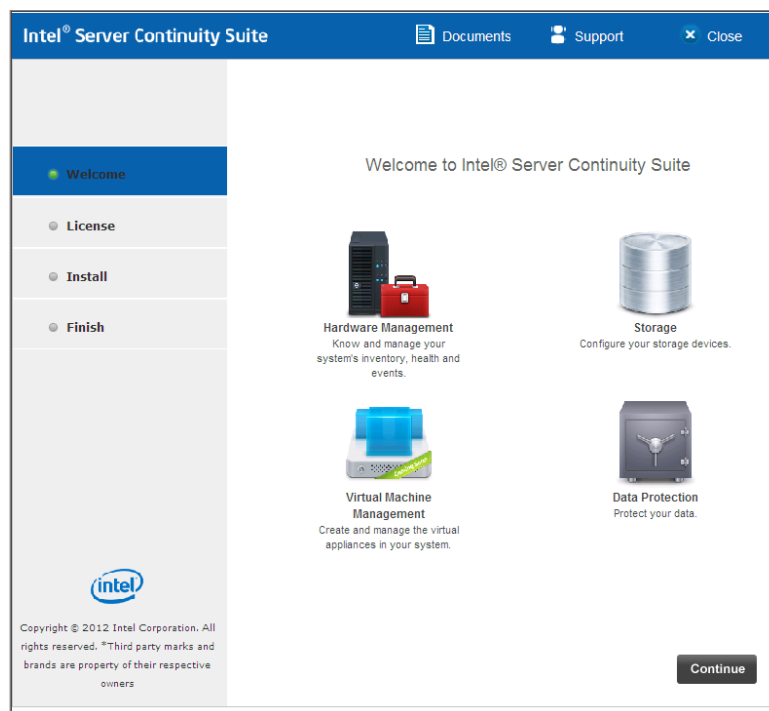 Intel® Server Continuity Suite
Documents
Support
Close
Welcome
License
Install
Finish
Welcome to Intel® Server Continuity Suite
Hardware Management
Know and manage your
system's inventory, health and
events.
Storage
Configure your storage devices.
Coming Soon
Virtual Machine
Management
Create and manage the virtual
appliances in your system.
Data Protection
Protect your data.
intel
Copyright © 2012 Intel Corporation. All
rights reserved. *Third party marks and
brands are property of their respective
owners
Continue